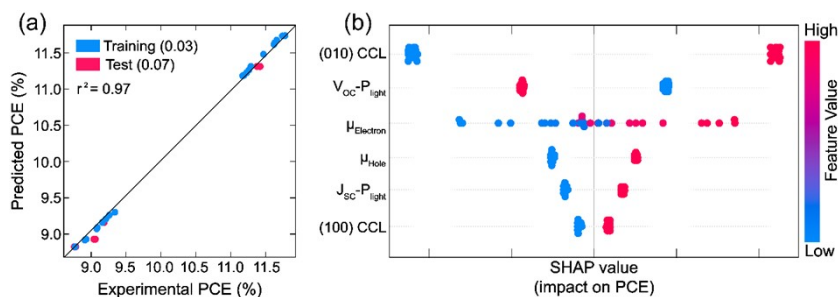 (a)
Training (0.03)
Test (0.07)
r² = 0.97
Predicted PCE (%)
11.5
11.0
10.5
10.0
9.5
9.0
9.0 9.5 10.0 10.5 11.0 11.5
Experimental PCE (%)
(b)
(010) CCL
V_OC-P_light
μ_Electron
μ_Hole
J_SC-P_light
(100) CCL
SHAP value
(impact on PCE)
High
Feature Value
Low